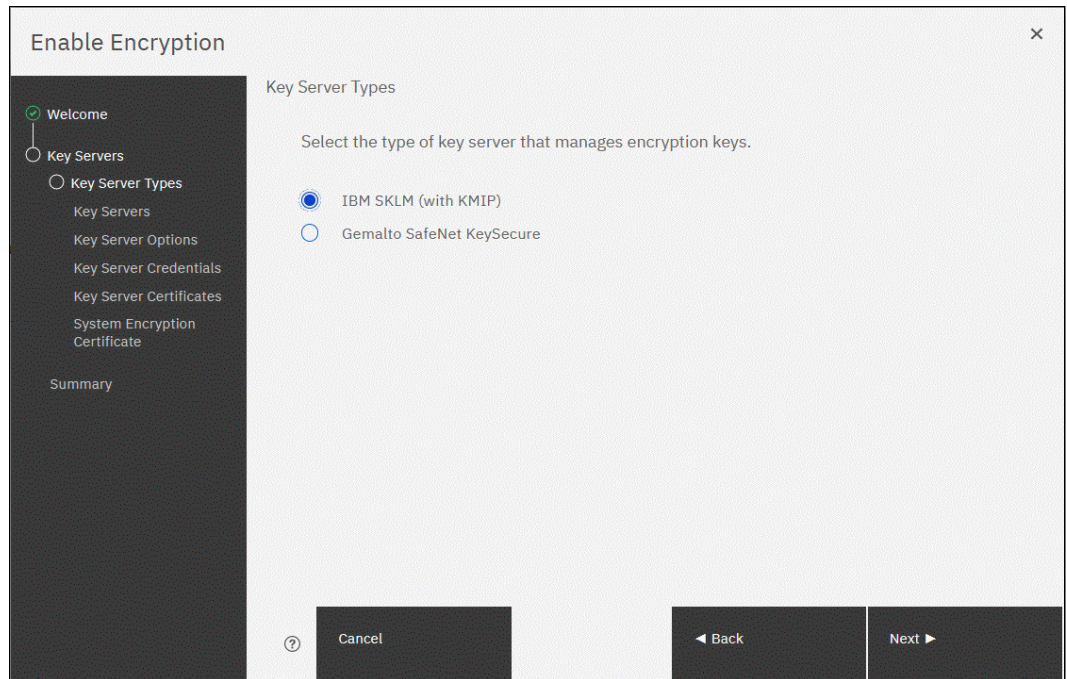 Enable Encryption
Welcome
Key Servers
Key Server Types
Key Servers
Key Server Options
Key Server Credentials
Key Server Certificates
System Encryption
Certificate
Summary
Key Server Types
Select the type of key server that manages encryption keys.
IBM SKLM (with KMIP)
Gemalto SafeNet KeySecure
Cancel
Back
Next